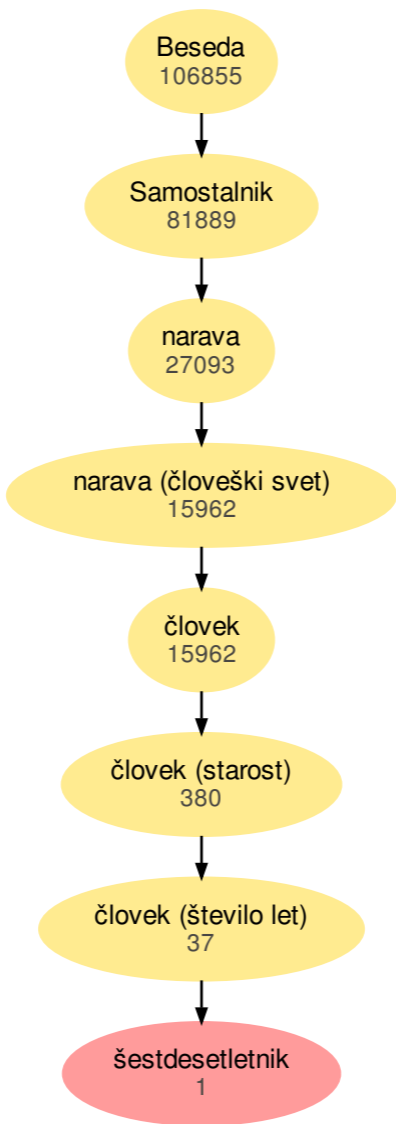 Beseda
106855
Samostalnik
81889
narava
27093
narava (človeški svet)
15962
človek
15962
človek (starost)
380
človek (število let)
37
šestdesetletnik
1